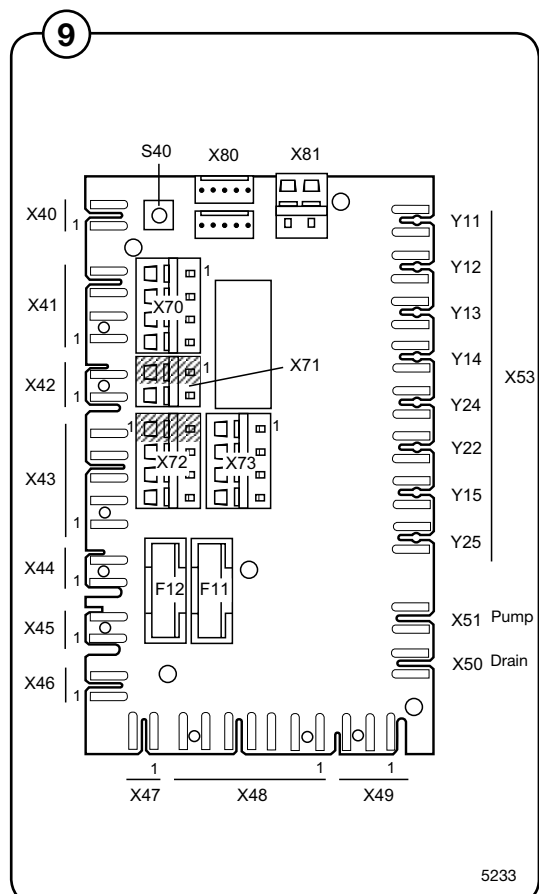 9
S40 X80 X81
X40 1
X41 1
X42 1
X43 1
X44 1
X45 1
X46 1
X70 1
X71 1
1 X72
X73 1
F12 F11
Y11
Y12
Y13
Y14
Y24
Y22
Y15
Y25
X53
X51 Pump
X50 Drain
1 1 1
X47 X48 X49
5233